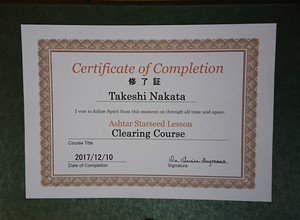 Certificate of Completion
修了証
Takeshi Nakata
I vow to follow Spirit from this moment on through all time and space.
Ashtar Starseed Lesson
Clearing Course
Course Title
2017/12/10
Date of Completion
Signature